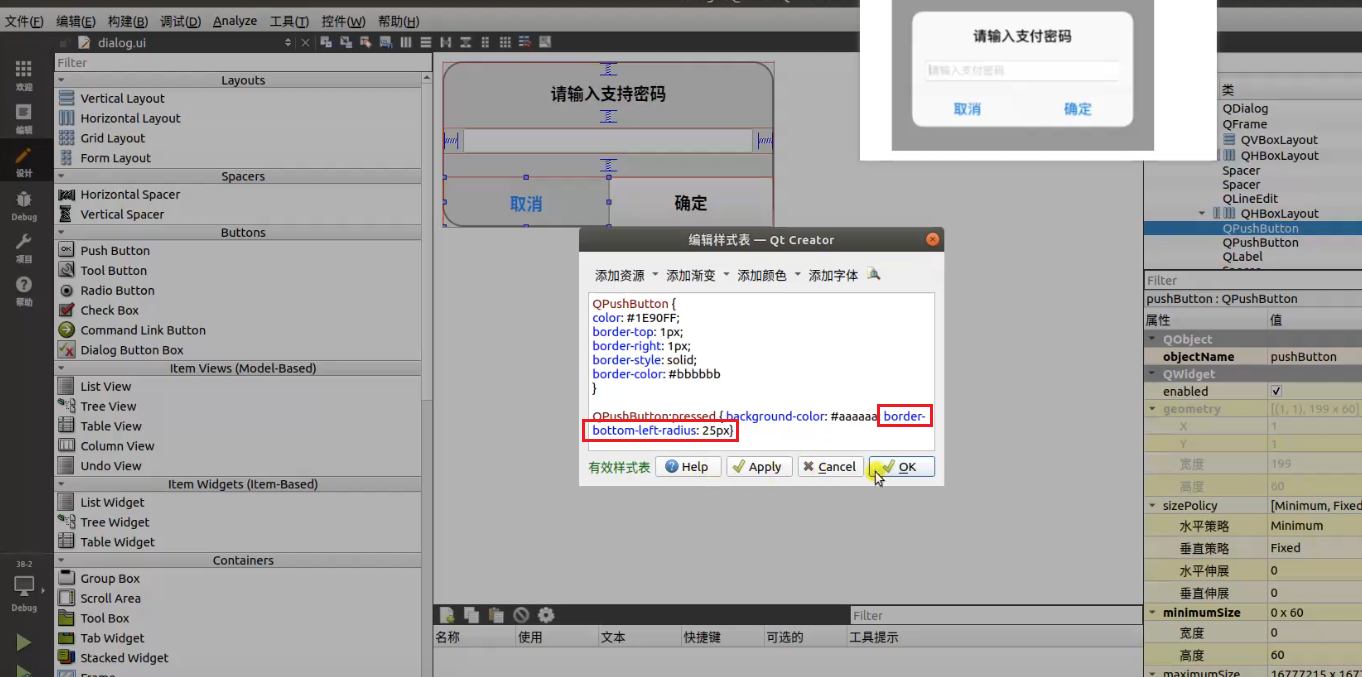 文件(F) 编辑(E) 构建(B) 调试(D) Analyze 工具(T) 控件(W) 帮助(H)
dialog.ui
Filter
欢迎
编辑
设计
Debug
项目
帮助
38-2
Debug
Layouts
Vertical Layout
Horizontal Layout
Grid Layout
Form Layout
Spacers
Horizontal Spacer
Vertical Spacer
Buttons
Push Button
Tool Button
Radio Button
Check Box
Command Link Button
Dialog Button Box
Item Views (Model-Based)
List View
Tree View
Table View
Column View
Undo View
Item Widgets (Item-Based)
List Widget
Tree Widget
Table Widget
Containers
Group Box
Scroll Area
Tool Box
Tab Widget
Stacked Widget
Frame
请输入支持密码
取消 确定
请输入支付密码
请输入支付密码
取消 确定
编辑样式表 — Qt Creator
添加资源 添加渐变 添加颜色 添加字体
QPushButton {
color: #1E90FF;
border-top: 1px;
border-right: 1px;
border-style: solid;
border-color: #bbbbbb
}
QPushButton:pressed { background-color: #aaaaaa; border-
bottom-left-radius: 25px}
有效样式表 Help Apply Cancel OK
Filter
名称 使用 文本 快捷键 可选的 工具提示
类
QDialog
QFrame
QVBoxLayout
QHBoxLayout
Spacer
Spacer
QLineEdit
QHBoxLayout
QPushButton
QPushButton
QLabel
Filter
pushButton : QPushButton
属性 值
QObject
objectName pushButton
QWidget
enabled
geometry [(1, 1), 199 x 60]
X 1
Y 1
宽度 199
高度 60
sizePolicy [Minimum, Fixed
水平策略 Minimum
垂直策略 Fixed
水平伸展 0
垂直伸展 0
minimumSize 0 x 60
宽度 0
高度 60
maximumSize 16777215 x 167